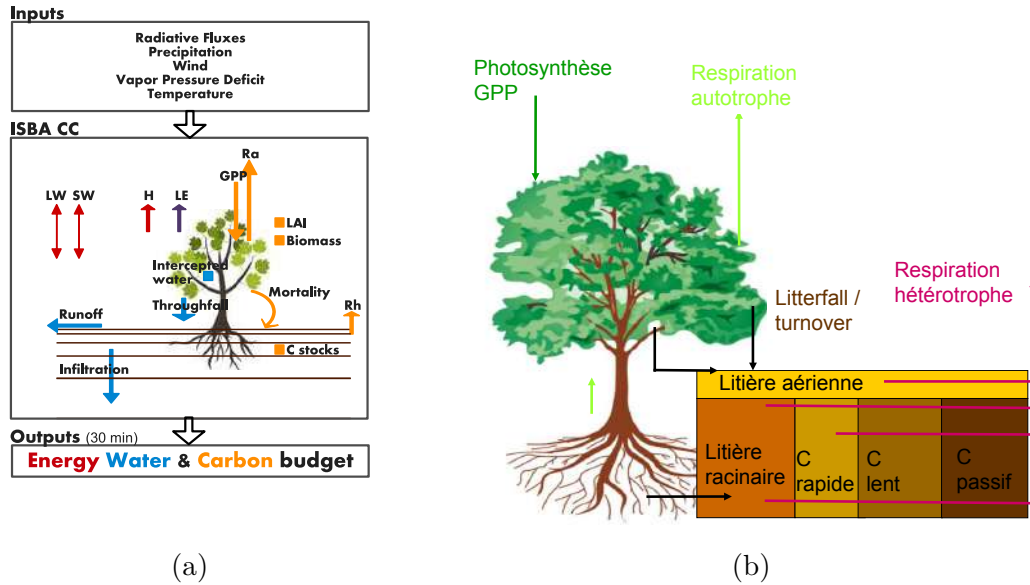 Inputs
Radiative Fluxes
Precipitation
Wind
Vapor Pressure Deficit
Temperature
ISBA CC
Ra
GPP
LW SW H LE
LAI
Biomass
Intercepted
water
Mortality
Throughfall
Rh
Runoff
C stocks
Infiltration
Outputs (30 min)
Energy Water & Carbon budget
(a)
Photosynthèse
GPP
Respiration
autotrophe
Respiration
hétérotrophe
Litterfall /
turnover
Litière aérienne
Litière
racinaire
C
rapide
C
lent
C
passif
(b)